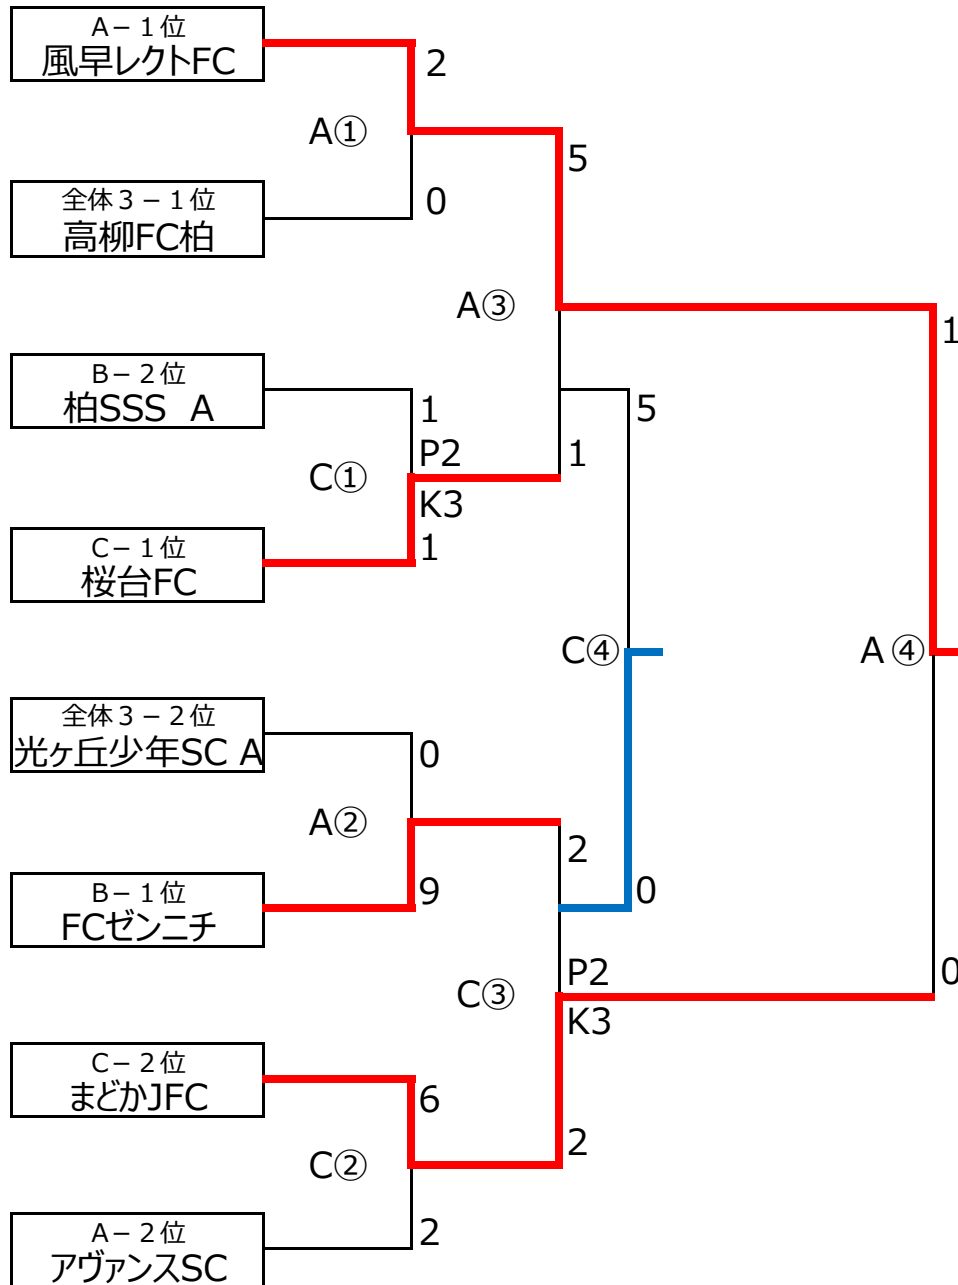 A－１位
風早レクトFC
2
A①
5
全体３－１位
高柳FC柏
0
A③
1
B－２位
柏SSS　A
1
5
P2
1
C①
K3
C－１位
桜台FC
1
C④
A④
全体３－２位
光ヶ丘少年SC A
0
A②
2
B－１位
FCゼンニチ
9
0
P2
0
C③
K3
C－２位
まどかJFC
6
2
C②
A－２位
アヴァンスSC
2